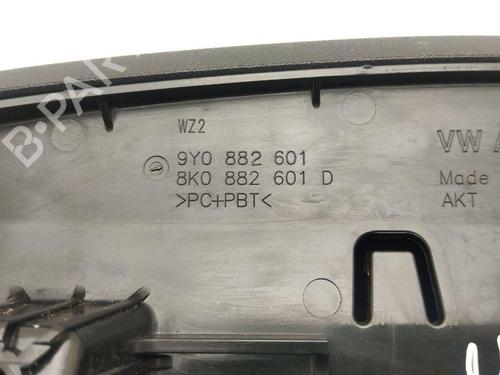 B-PAR
WZ2
9Y0 882 601
8K0 882 601 D
>PC+PBT<
VW
Made
AKT